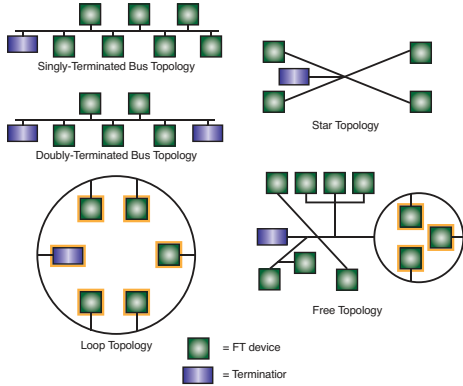 Singly-Terminated Bus Topology
Star Topology
Doubly-Terminated Bus Topology
Free Topology
Loop Topology
= FT device
= Terminatior